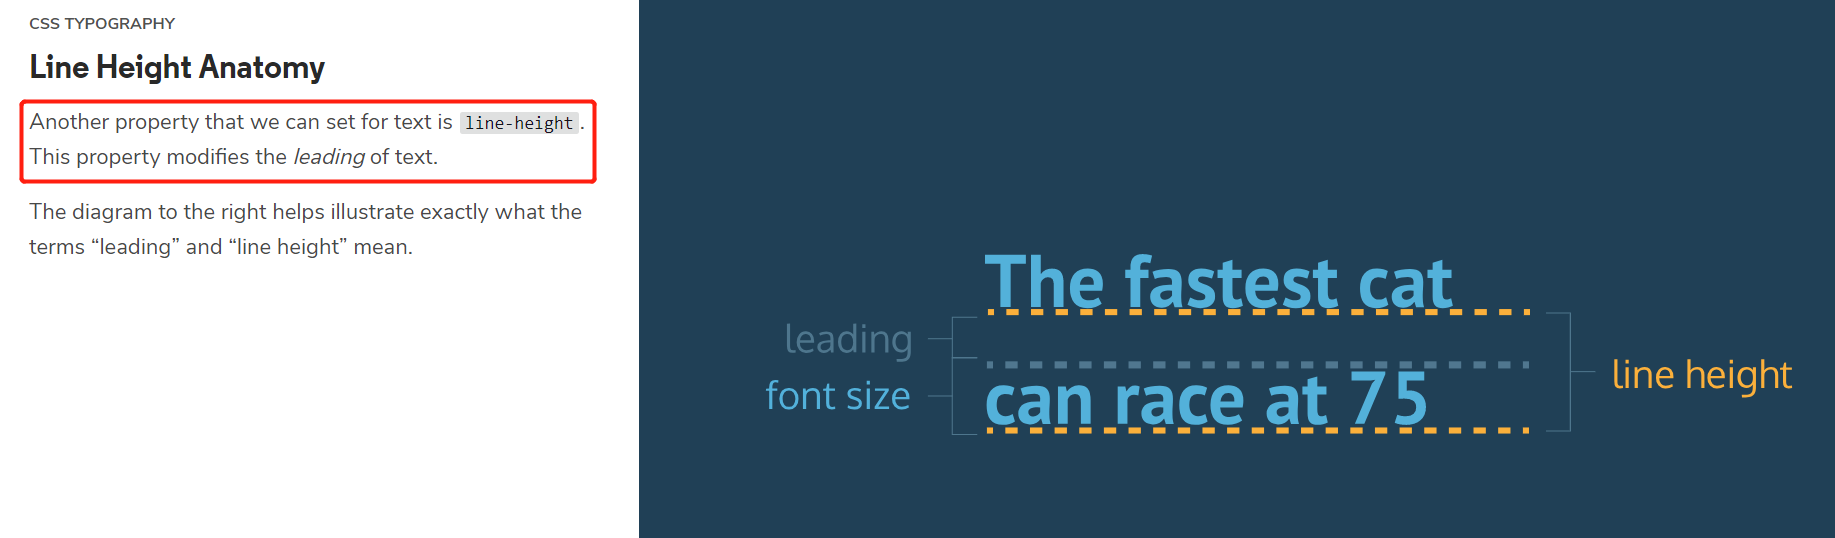 CSS TYPOGRAPHY
Line Height Anatomy
Another property that we can set for text is line-height.
This property modifies the leading of text.
The diagram to the right helps illustrate exactly what the
terms “leading” and “line height” mean.
The fastest cat
leading
can race at 75
font size
line height